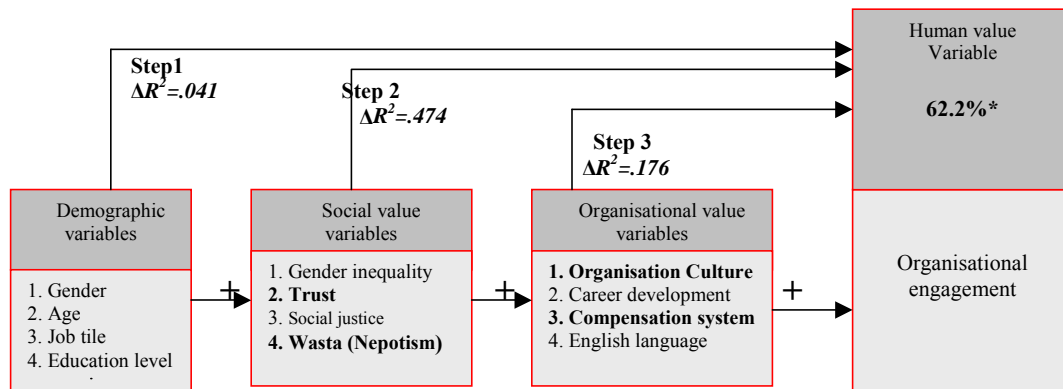 Step1
ΔR²=.041
Step 2
ΔR²=.474
Step 3
ΔR²=.176
Human value
Variable
62.2%*
Demographic
variables
1. Gender
2. Age
3. Job tile
4. Education level
+
Social value
variables
1. Gender inequality
2. Trust
3. Social justice
4. Wasta (Nepotism)
+
Organisational value
variables
1. Organisation Culture
2. Career development
3. Compensation system
4. English language
+
Organisational
engagement